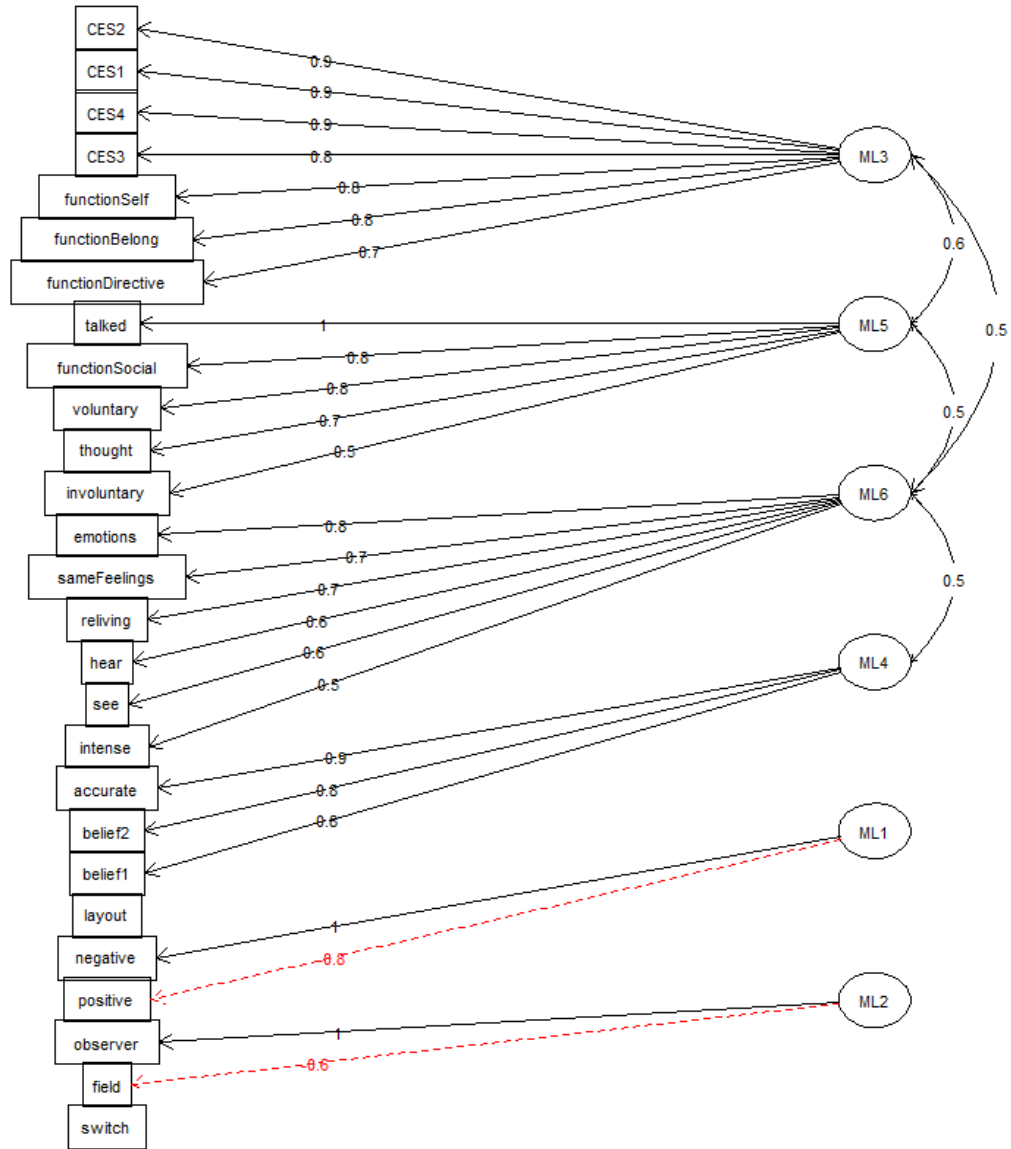 CES2
CES1
CES4
CES3
functionSelf
functionBelong
functionDirective
talked
functionSocial
voluntary
thought
involuntary
emotions
sameFeelings
reliving
hear
see
intense
accurate
belief2
belief1
layout
negative
positive
observer
field
switch
0.9
0.9
0.9
0.8
0.8
0.8
0.7
1
0.8
0.8
0.7
0.5
0.8
0.7
0.7
0.6
0.6
0.5
0.9
0.8
0.6
1
-0.8
1
-0.6
ML3
ML5
ML6
ML4
ML1
ML2
0.6
0.5
0.5
0.5